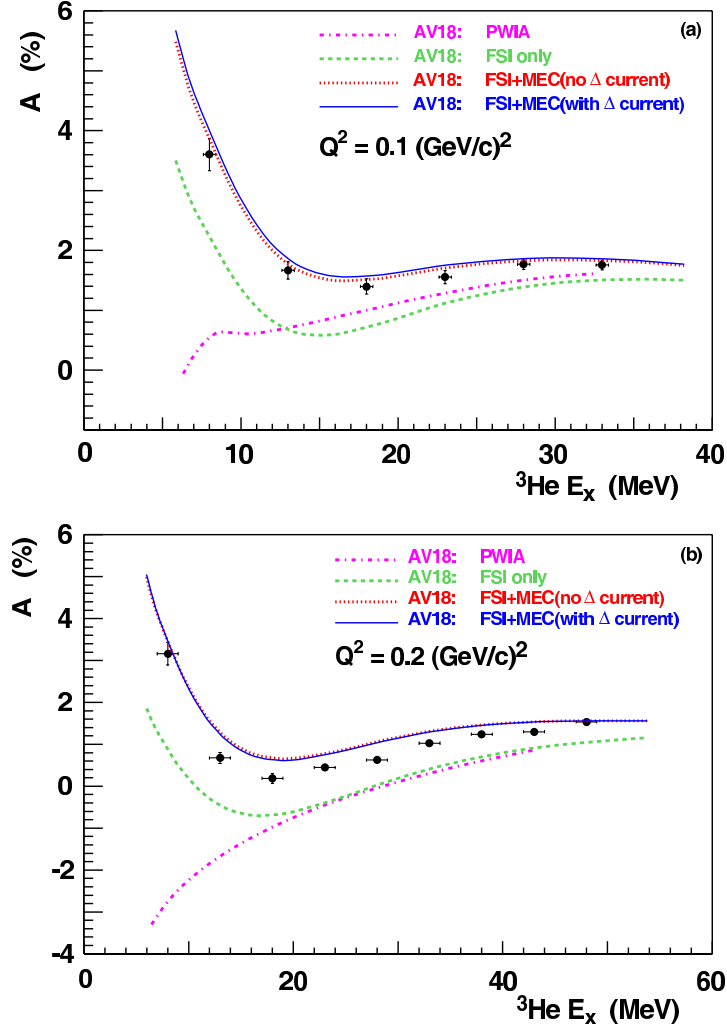 6
AV18: PWIA (a)
AV18: FSI only
AV18: FSI+MEC(no Δ current)
AV18: FSI+MEC(with Δ current)
A (%)
4
Q² = 0.1 (GeV/c)²
2
0
0 10 20 30 40
³He Eₓ (MeV)
6
AV18: PWIA (b)
AV18: FSI only
AV18: FSI+MEC(no Δ current)
AV18: FSI+MEC(with Δ current)
A (%)
4
Q² = 0.2 (GeV/c)²
2
0
-2
-4
0 20 40 60
³He Eₓ (MeV)